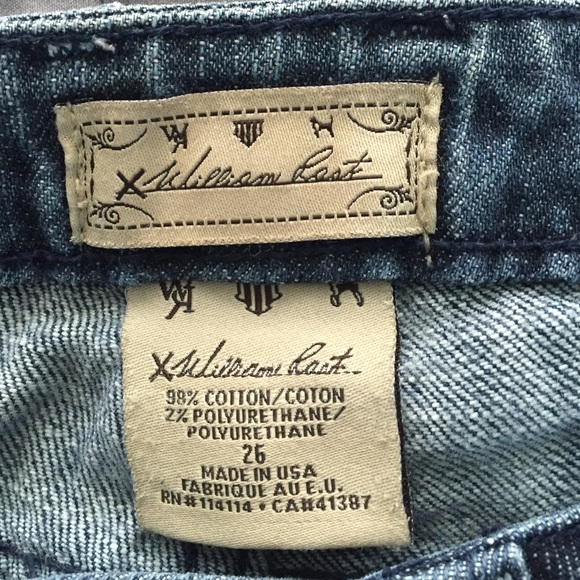 X William Rast
X William Rast
98% COTTON/COTON
2% POLYURETHANE/
POLYURETHANE
26
MADE IN USA
FABRIQUE AU E.U.
RN#114114 • CA#41387